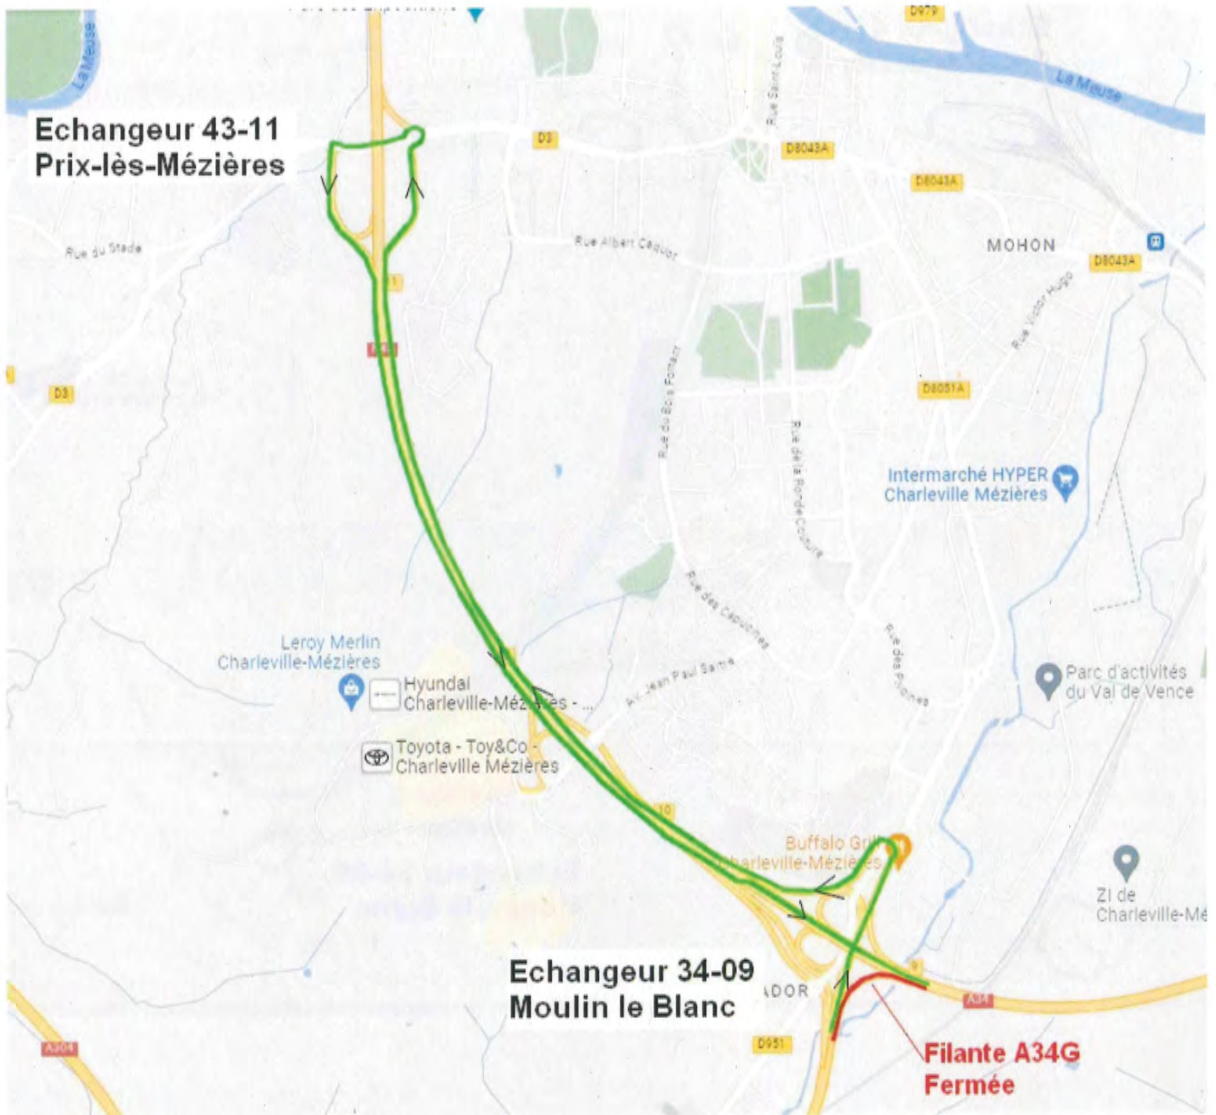 La Meuse
D979
La Meuse
Rue Saint-Louis
Echangeur 43-11
Prix-lès-Mézières
D3
D8043A
D8043A
Rue du Stade
Rue Albert Caquot
MOHON
D8043A
Rue Victor Hugo
D3
Rue du Bois Fortant
D8051A
Rue de la Ronde Couture
Intermarché HYPER
Charleville Mézières
Rue des Capucines
Leroy Merlin
Charleville-Mézières
Hyundai
Charleville-Mézières - ...
Av. Jean Paul Sartre
Rue des
Parc d'activités
du Val de Vence
Toyota - Toy&Co -
Charleville Mézières
10
Buffalo Grill
Charleville-Mézières
ZI de
Charleville-Mé
Echangeur 34-09
Moulin le Blanc
9
ADOR
A34
D951
A304
Filante A34G
Fermée